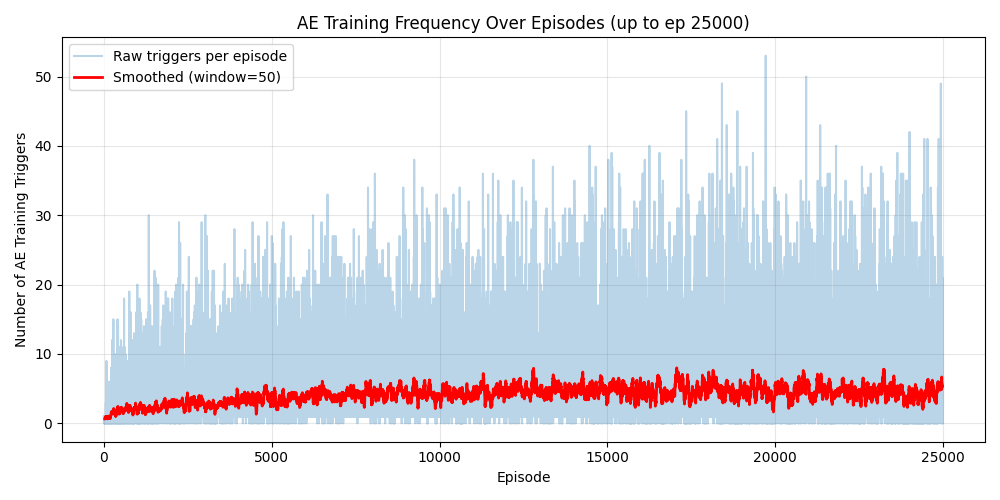 AE Training Frequency Over Episodes (up to ep 25000)
Raw triggers per episode
Smoothed (window=50)
Number of AE Training Triggers
50
40
30
20
10
0
0 5000 10000 15000 20000 25000
Episode